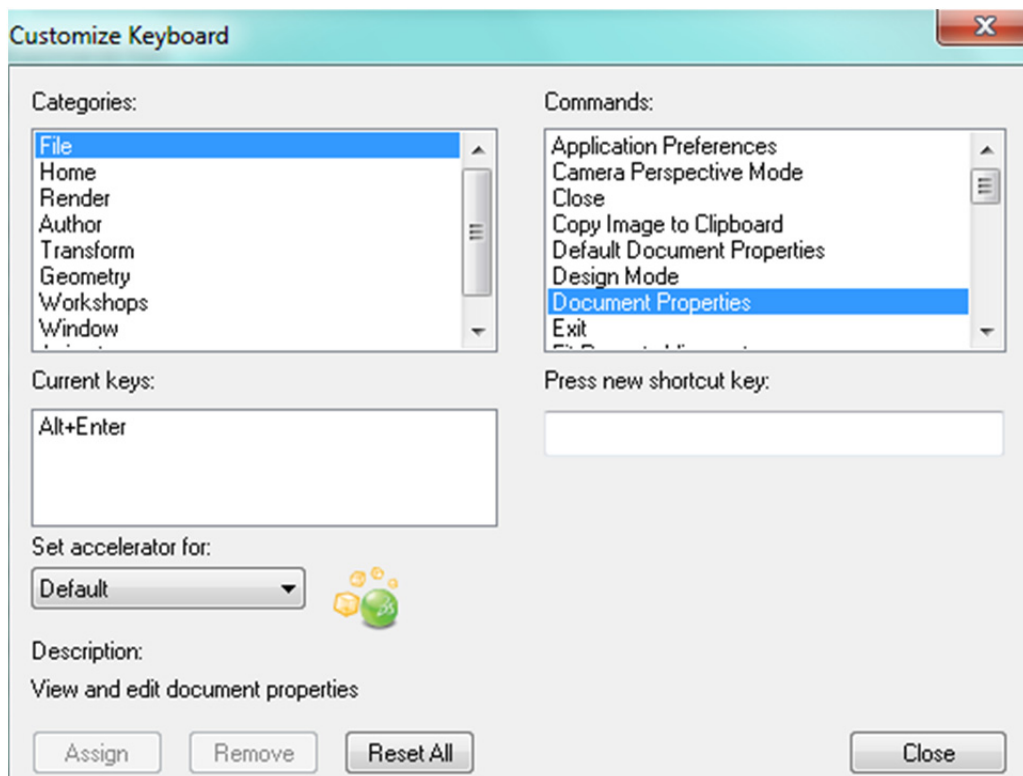 Customize Keyboard
Categories:
File
Home
Render
Author
Transform
Geometry
Workshops
Window
Commands:
Application Preferences
Camera Perspective Mode
Close
Copy Image to Clipboard
Default Document Properties
Design Mode
Document Properties
Exit
Current keys:
Alt+Enter
Press new shortcut key:
Set accelerator for:
Default
Description:
View and edit document properties
Assign
Remove
Reset All
Close